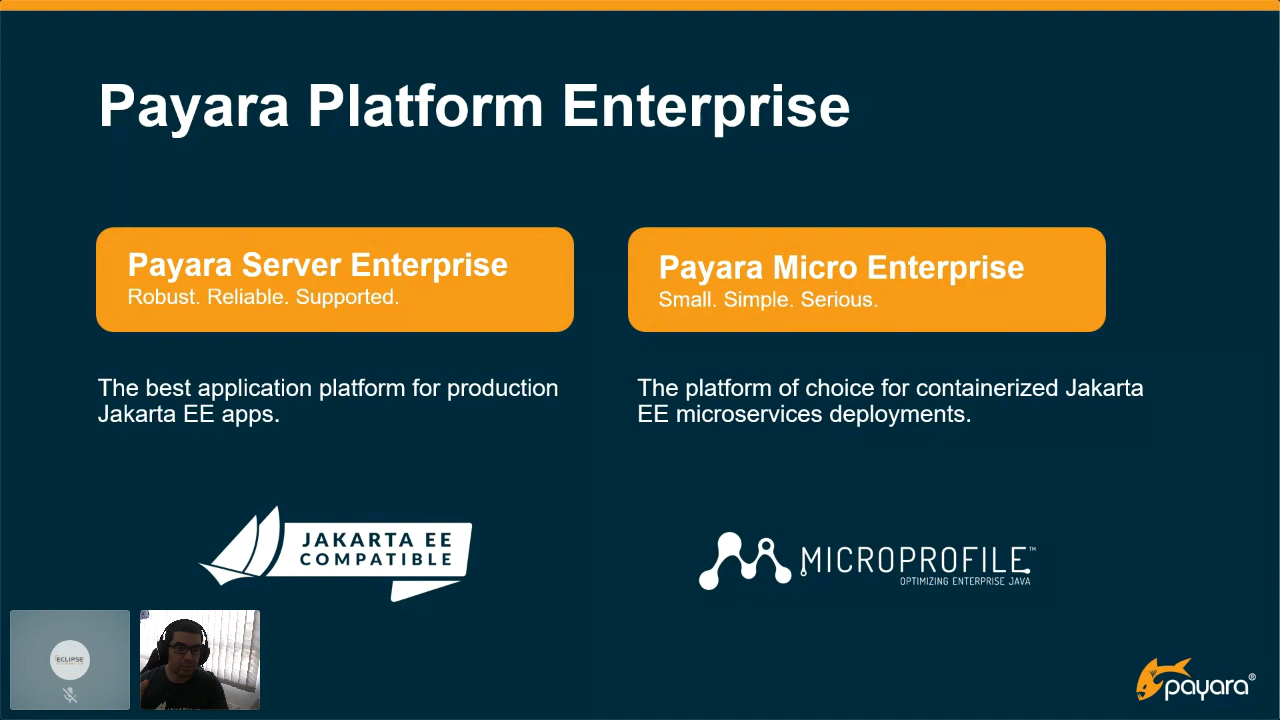 Payara Platform Enterprise
Payara Server Enterprise
Robust. Reliable. Supported.
Payara Micro Enterprise
Small. Simple. Serious.
The best application platform for production
Jakarta EE apps.
The platform of choice for containerized Jakarta
EE microservices deployments.
JAKARTA EE
COMPATIBLE
MICROPROFILE™
OPTIMIZING ENTERPRISE JAVA
ECLIPSE
payara®